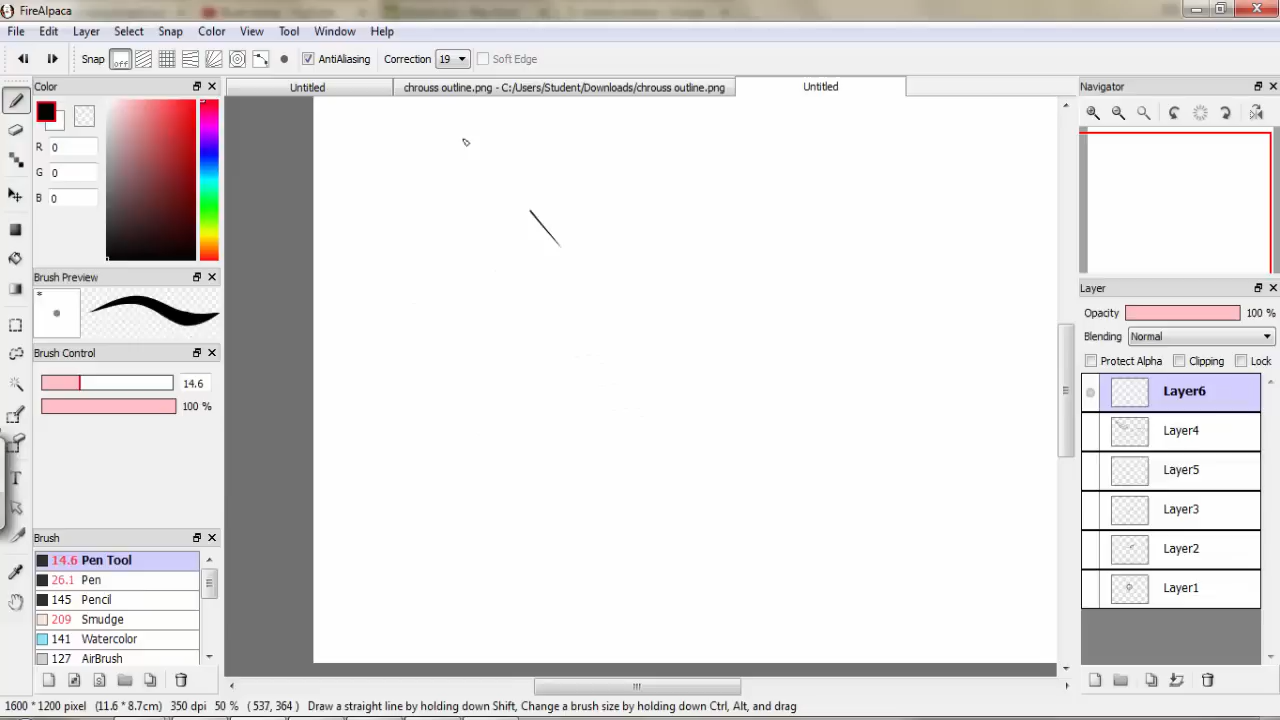 FireAlpaca
File Edit Layer Select Snap Color View Tool Window Help
Snap off AntiAliasing Correction 19 Soft Edge
Color
Untitled
chrouss outline.png - C:/Users/Student/Downloads/chrouss outline.png
Untitled
Navigator
R 0
G 0
B 0
Brush Preview
*
Layer
Opacity 100 %
Blending Normal
Protect Alpha Clipping Lock
Brush Control
14.6
100 %
Layer6
Layer4
Layer5
Layer3
Layer2
Layer1
Brush
14.6 Pen Tool
26.1 Pen
145 Pencil
209 Smudge
141 Watercolor
127 AirBrush
T
1600 * 1200 pixel (11.6 * 8.7cm) 350 dpi 50 % ( 537, 364 ) Draw a straight line by holding down Shift, Change a brush size by holding down Ctrl, Alt, and drag